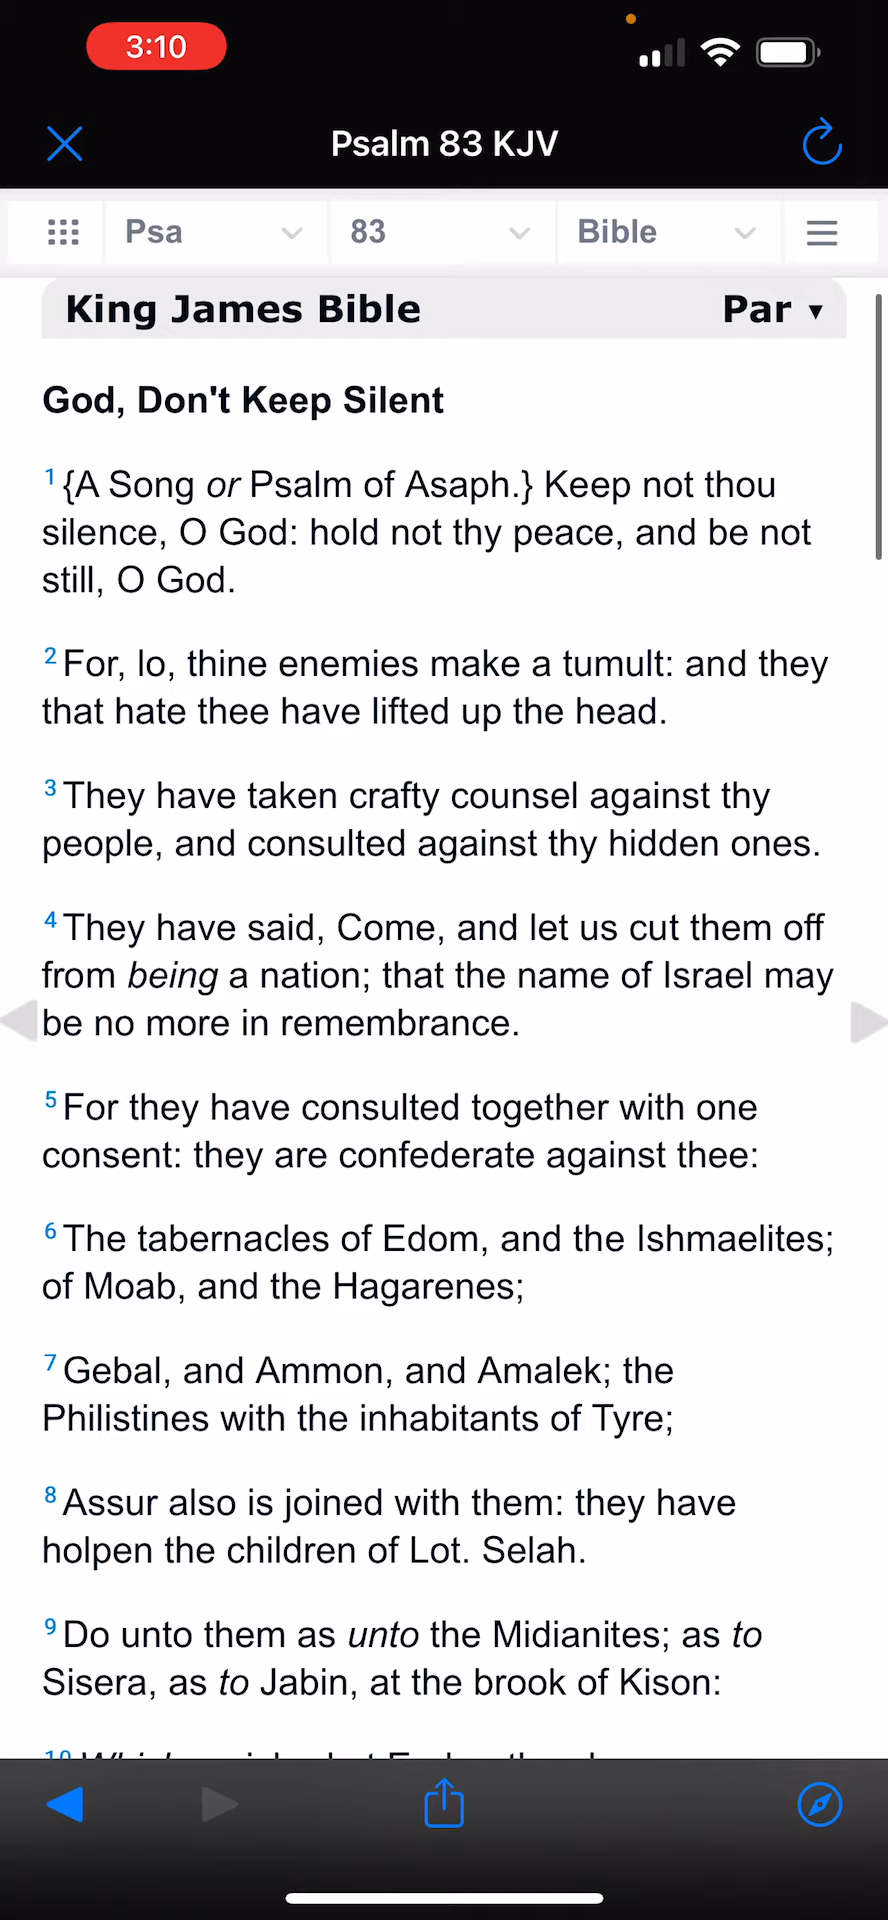 3:10
Psalm 83 KJV
Psa 83 Bible
King James Bible Par ▼
God, Don't Keep Silent
1 {A Song or Psalm of Asaph.} Keep not thou
silence, O God: hold not thy peace, and be not
still, O God.
2 For, lo, thine enemies make a tumult: and they
that hate thee have lifted up the head.
3 They have taken crafty counsel against thy
people, and consulted against thy hidden ones.
4 They have said, Come, and let us cut them off
from being a nation; that the name of Israel may
be no more in remembrance.
5 For they have consulted together with one
consent: they are confederate against thee:
6 The tabernacles of Edom, and the Ishmaelites;
of Moab, and the Hagarenes;
7 Gebal, and Ammon, and Amalek; the
Philistines with the inhabitants of Tyre;
8 Assur also is joined with them: they have
holpen the children of Lot. Selah.
9 Do unto them as unto the Midianites; as to
Sisera, as to Jabin, at the brook of Kison:
10